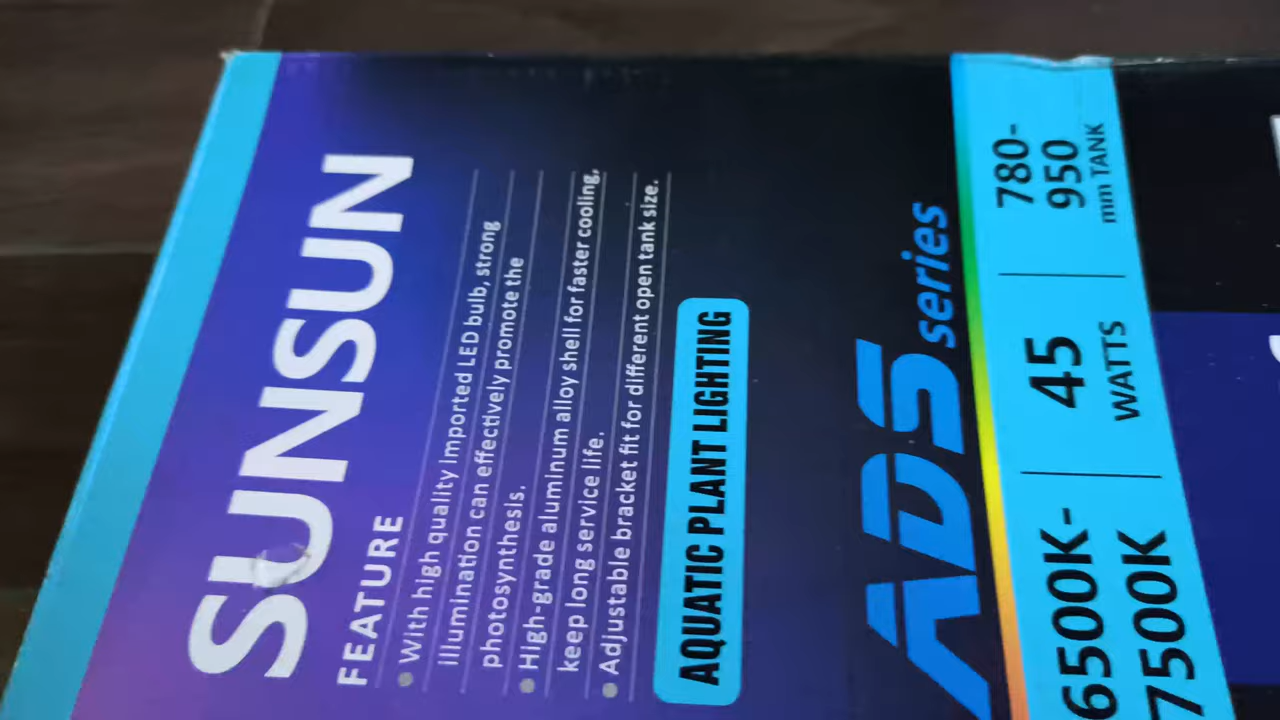 SUNSUN
FEATURE
• With high quality imported LED bulb, strong
illumination can effectively promote the
photosynthesis.
• High-grade aluminum alloy shell for faster cooling,
keep long service life.
• Adjustable bracket fit for different open tank size.
AQUATIC PLANT LIGHTING
ADS series
6500K-
7500K
45
WATTS
780-
950
mm TANK